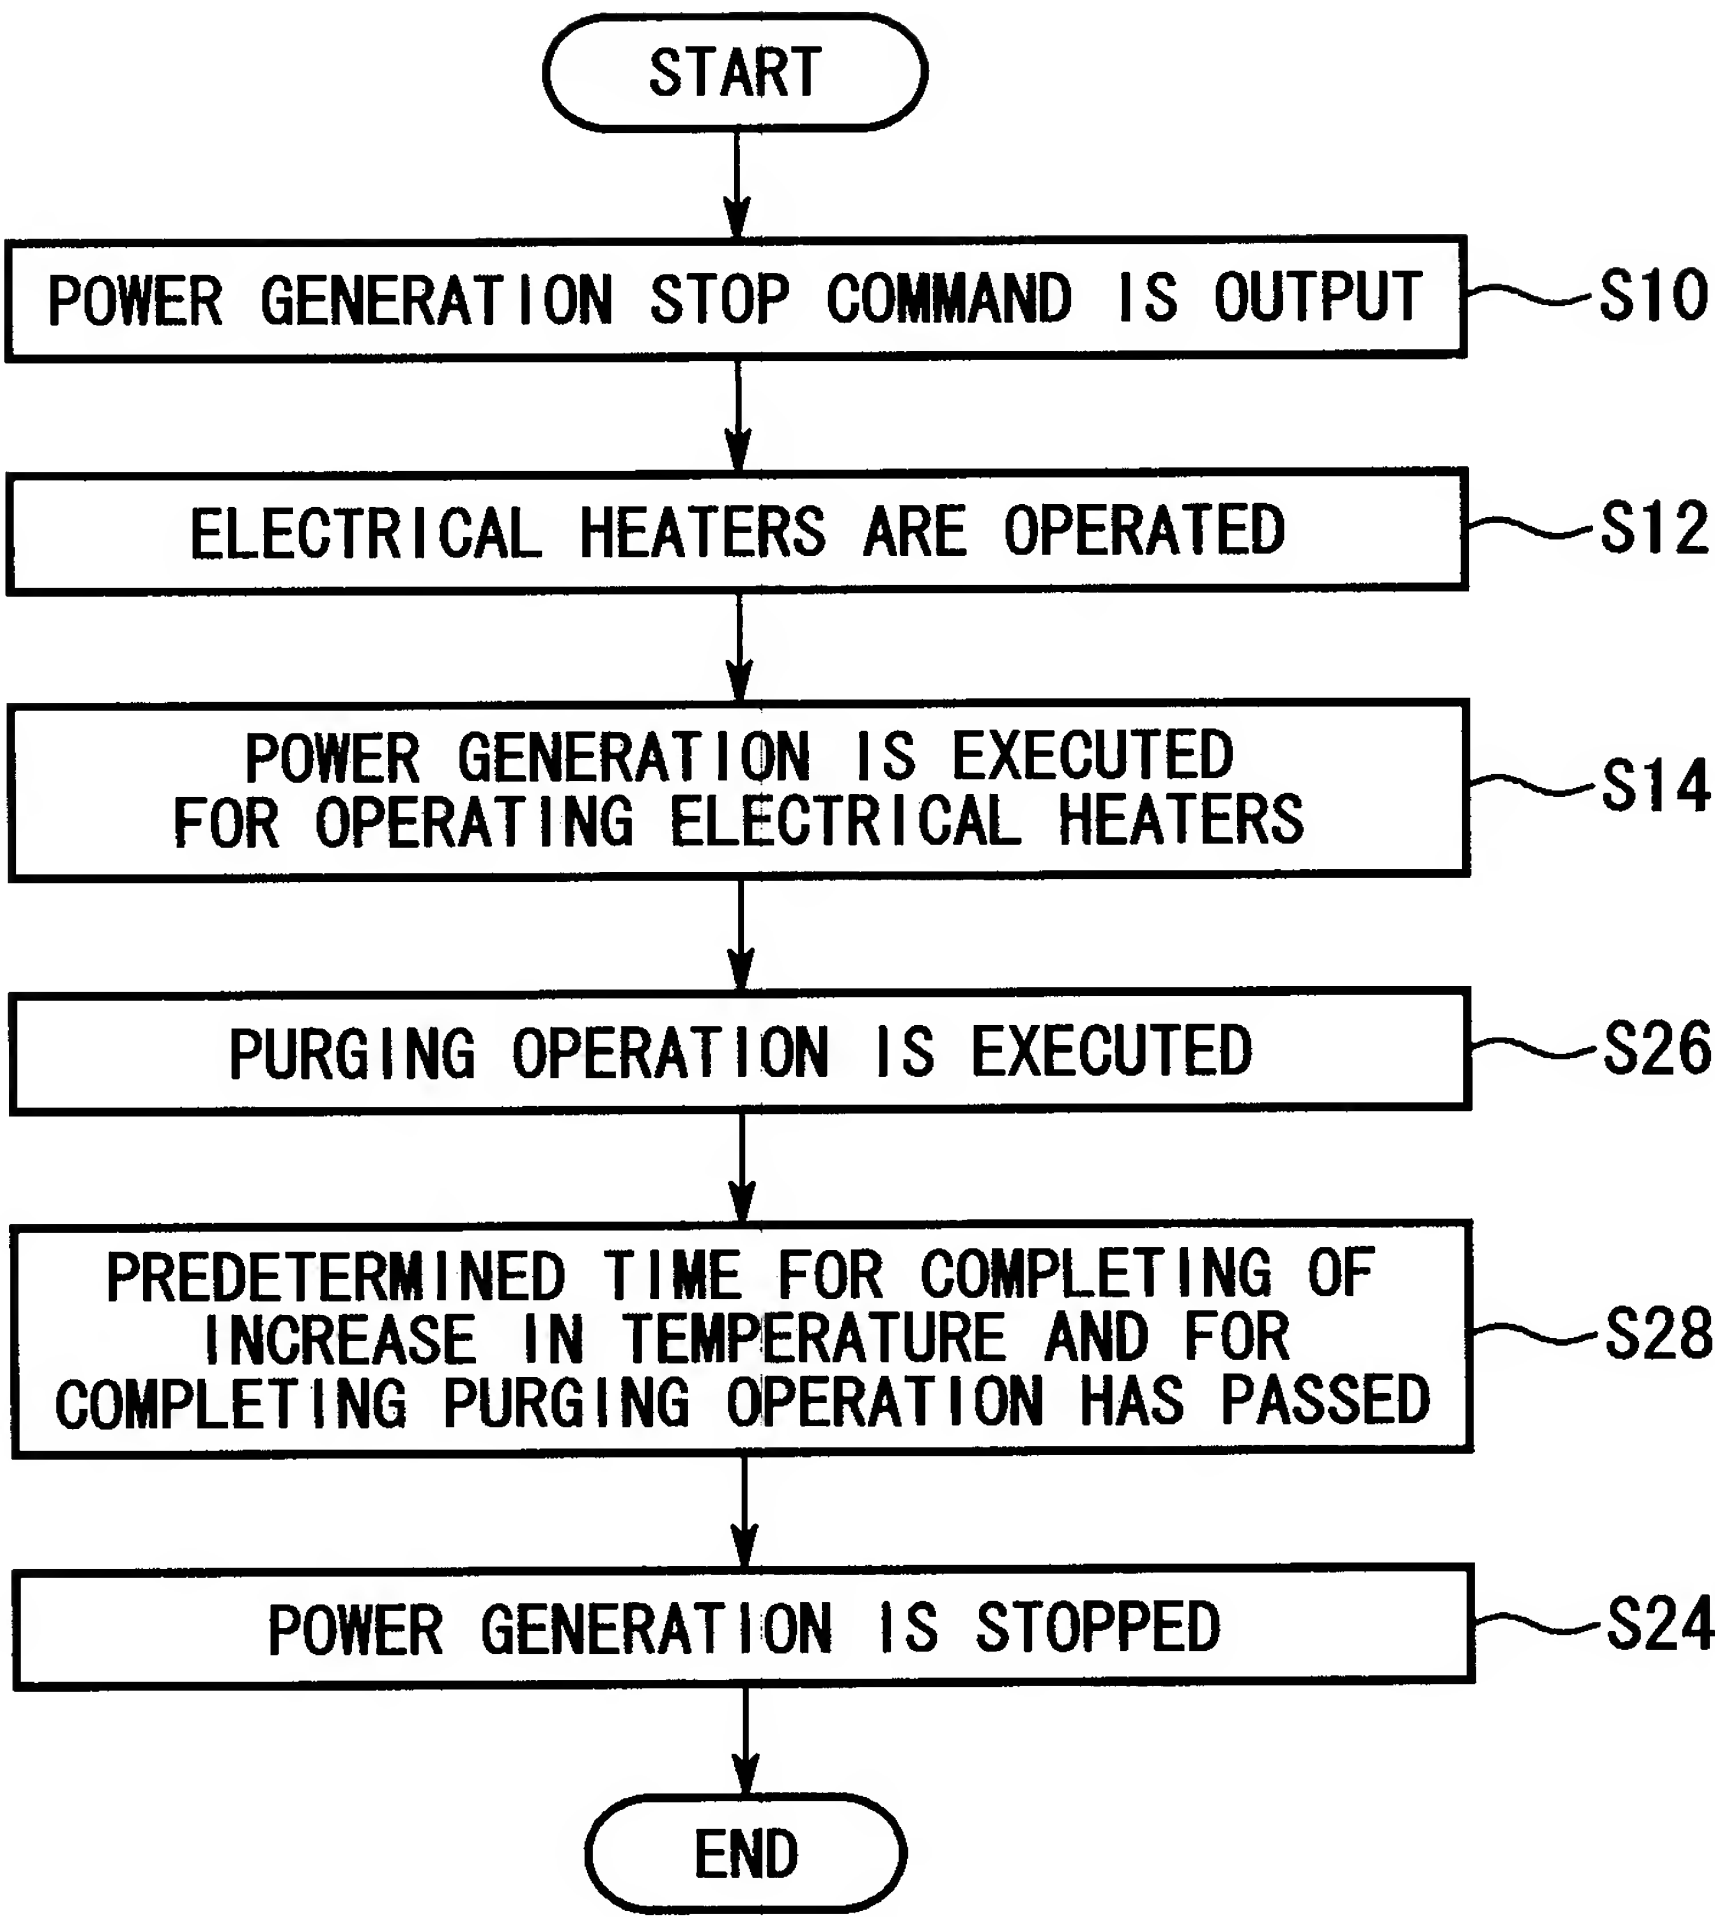 START
POWER GENERATION STOP COMMAND IS OUTPUT
S10
ELECTRICAL HEATERS ARE OPERATED
S12
POWER GENERATION IS EXECUTED
FOR OPERATING ELECTRICAL HEATERS
S14
PURGING OPERATION IS EXECUTED
S26
PREDETERMINED TIME FOR COMPLETING OF
INCREASE IN TEMPERATURE AND FOR
COMPLETING PURGING OPERATION HAS PASSED
S28
POWER GENERATION IS STOPPED
S24
END